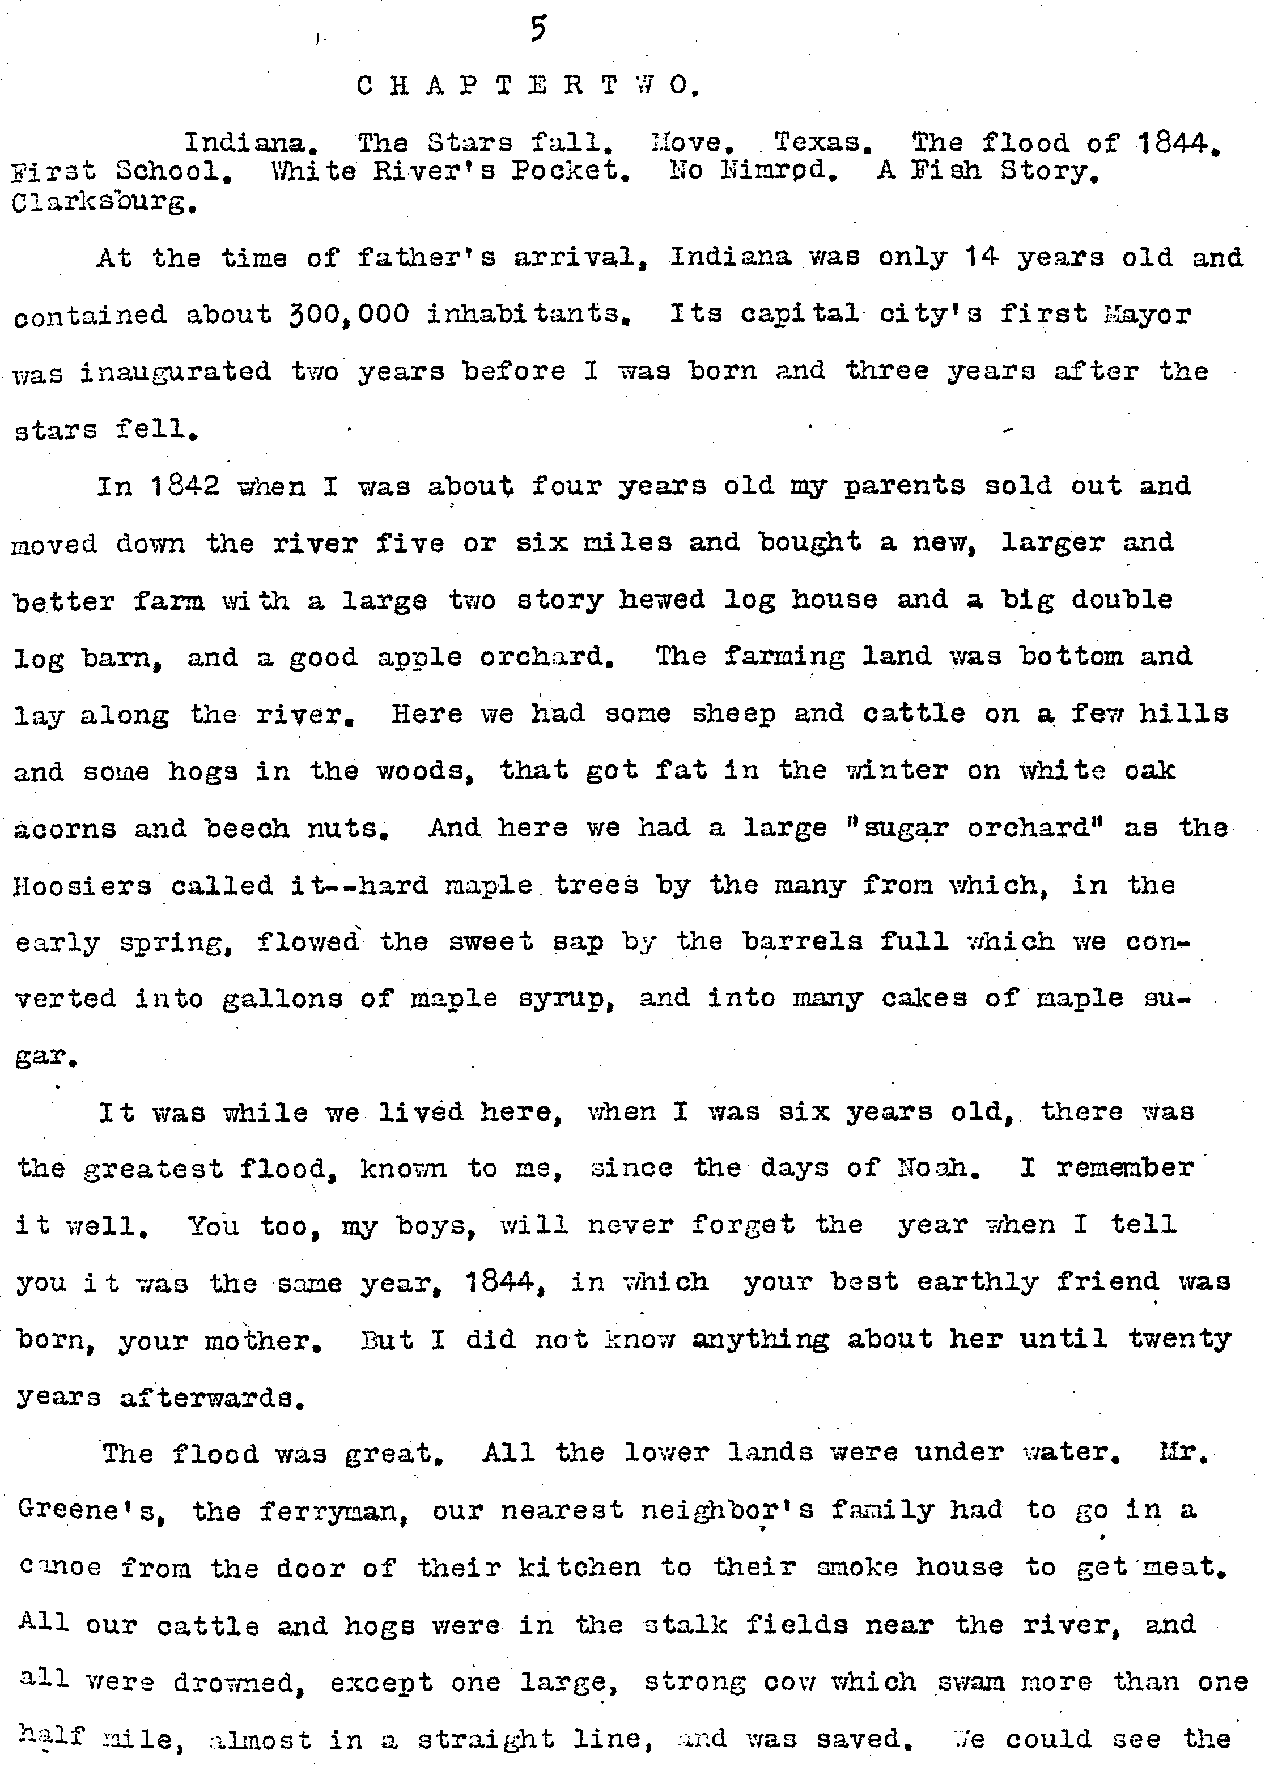 5
C H A P T E R T W O.
Indiana. The Stars fall. Move. Texas. The flood of 1844.
First School. White River's Pocket. No Nimrod. A Fish Story.
Clarksburg.
At the time of father's arrival, Indiana was only 14 years old and
contained about 300,000 inhabitants. Its capital city's first Mayor
was inaugurated two years before I was born and three years after the
stars fell.
In 1842 when I was about four years old my parents sold out and
moved down the river five or six miles and bought a new, larger and
better farm with a large two story hewed log house and a big double
log barn, and a good apple orchard. The farming land was bottom and
lay along the river. Here we had some sheep and cattle on a few hills
and some hogs in the woods, that got fat in the winter on white oak
acorns and beech nuts. And here we had a large "sugar orchard" as the
Hoosiers called it--hard maple trees by the many from which, in the
early spring, flowed the sweet sap by the barrels full which we con-
verted into gallons of maple syrup, and into many cakes of maple su-
gar.
It was while we lived here, when I was six years old, there was
the greatest flood, known to me, since the days of Noah. I remember
it well. You too, my boys, will never forget the year when I tell
you it was the same year, 1844, in which your best earthly friend was
born, your mother. But I did not know anything about her until twenty
years afterwards.
The flood was great. All the lower lands were under water. Mr.
Greene's, the ferryman, our nearest neighbor's family had to go in a
canoe from the door of their kitchen to their smoke house to get meat.
All our cattle and hogs were in the stalk fields near the river, and
all were drowned, except one large, strong cow which swam more than one
half mile, almost in a straight line, and was saved. We could see the